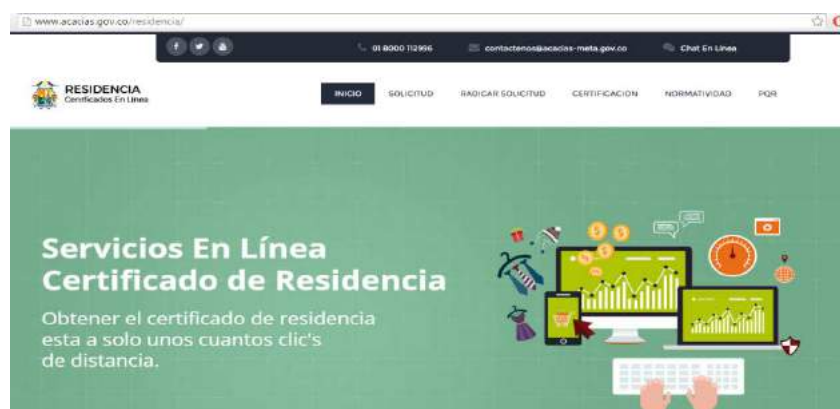 www.acacias.gov.co/residencia/
01 8000 112996
contactenos@acacias-meta.gov.co
Chat En Linea
RESIDENCIA
Certificados En Linea
INICIO
SOLICITUD
RADICAR SOLICITUD
CERTIFICACION
NORMATIVIDAD
PQR
Servicios En Línea
Certificado de Residencia
Obtener el certificado de residencia
esta a solo unos cuantos clic's
de distancia.